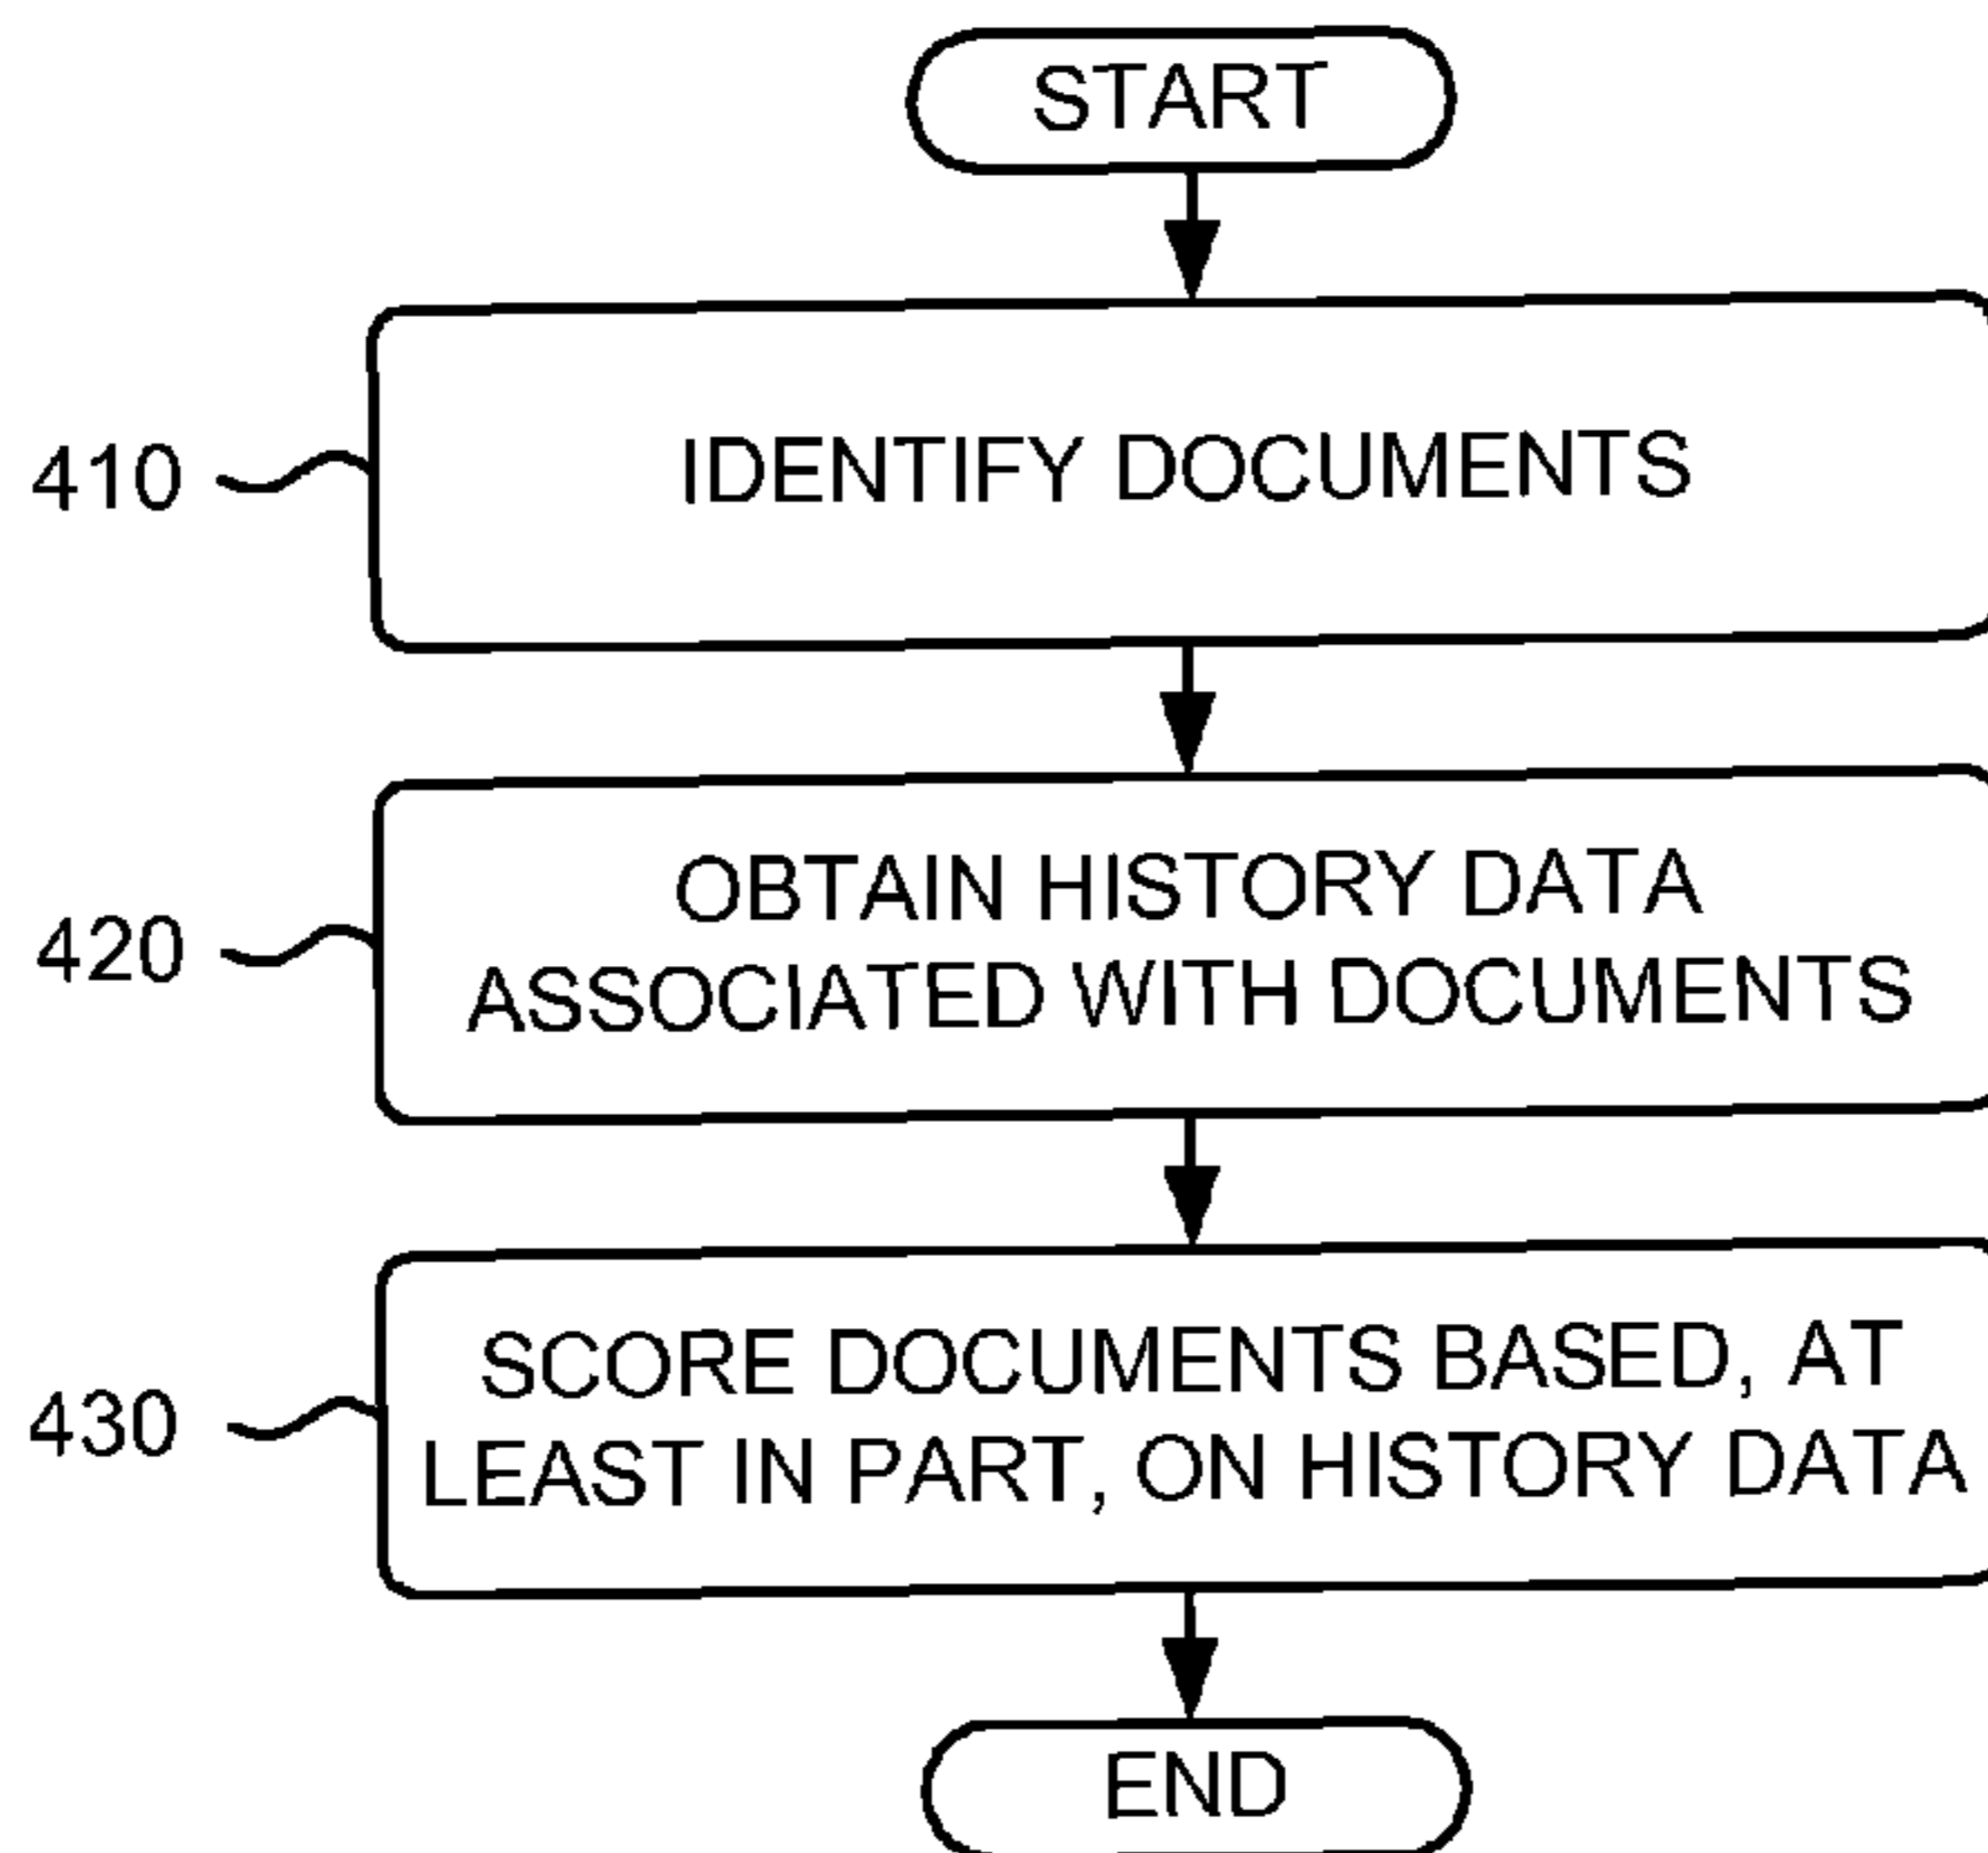 START
410
IDENTIFY DOCUMENTS
420
OBTAIN HISTORY DATA
ASSOCIATED WITH DOCUMENTS
430
SCORE DOCUMENTS BASED, AT
LEAST IN PART, ON HISTORY DATA
END